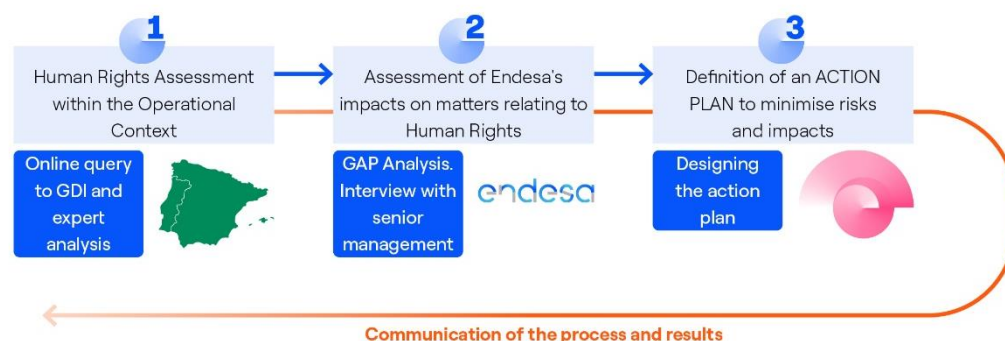 1
Human Rights Assessment
within the Operational
Context
Online query
to GDI and
expert
analysis
2
Assessment of Endesa's
impacts on matters relating to
Human Rights
GAP Analysis.
Interview with
senior
management
endesa
3
Definition of an ACTION
PLAN to minimise risks
and impacts
Designing
the action
plan
Communication of the process and results